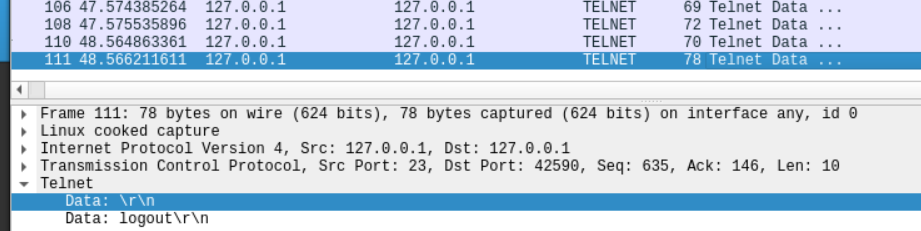 106 47.574385264 127.0.0.1 127.0.0.1 TELNET 69 Telnet Data ...
108 47.575535896 127.0.0.1 127.0.0.1 TELNET 72 Telnet Data ...
110 48.564863361 127.0.0.1 127.0.0.1 TELNET 70 Telnet Data ...
111 48.566211611 127.0.0.1 127.0.0.1 TELNET 78 Telnet Data ...
Frame 111: 78 bytes on wire (624 bits), 78 bytes captured (624 bits) on interface any, id 0
Linux cooked capture
Internet Protocol Version 4, Src: 127.0.0.1, Dst: 127.0.0.1
Transmission Control Protocol, Src Port: 23, Dst Port: 42590, Seq: 635, Ack: 146, Len: 10
Telnet
Data: \r\n
Data: logout\r\n